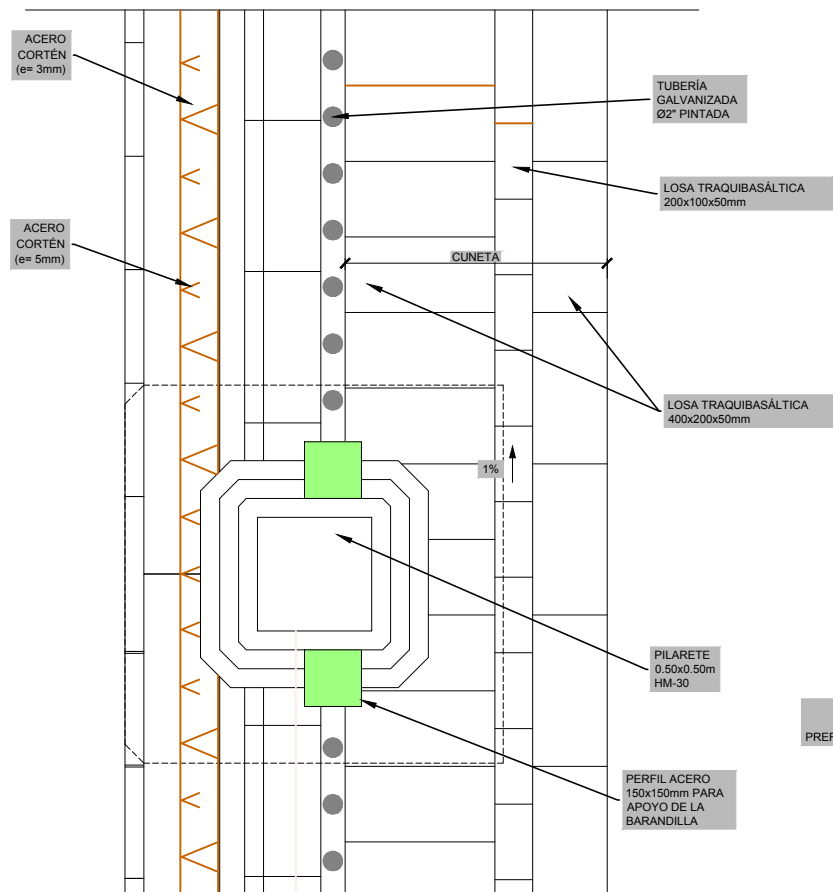 ACERO
CORTÉN
(e= 3mm)
TUBERÍA
GALVANIZADA
Ø2" PINTADA
LOSA TRAQUIBASÁLTICA
200x100x50mm
ACERO
CORTÉN
(e= 5mm)
CUNETA
LOSA TRAQUIBASÁLTICA
400x200x50mm
1%
PILARETE
0.50x0.50m
HM-30
PERFIL ACERO
150x150mm PARA
APOYO DE LA
BARANDILLA